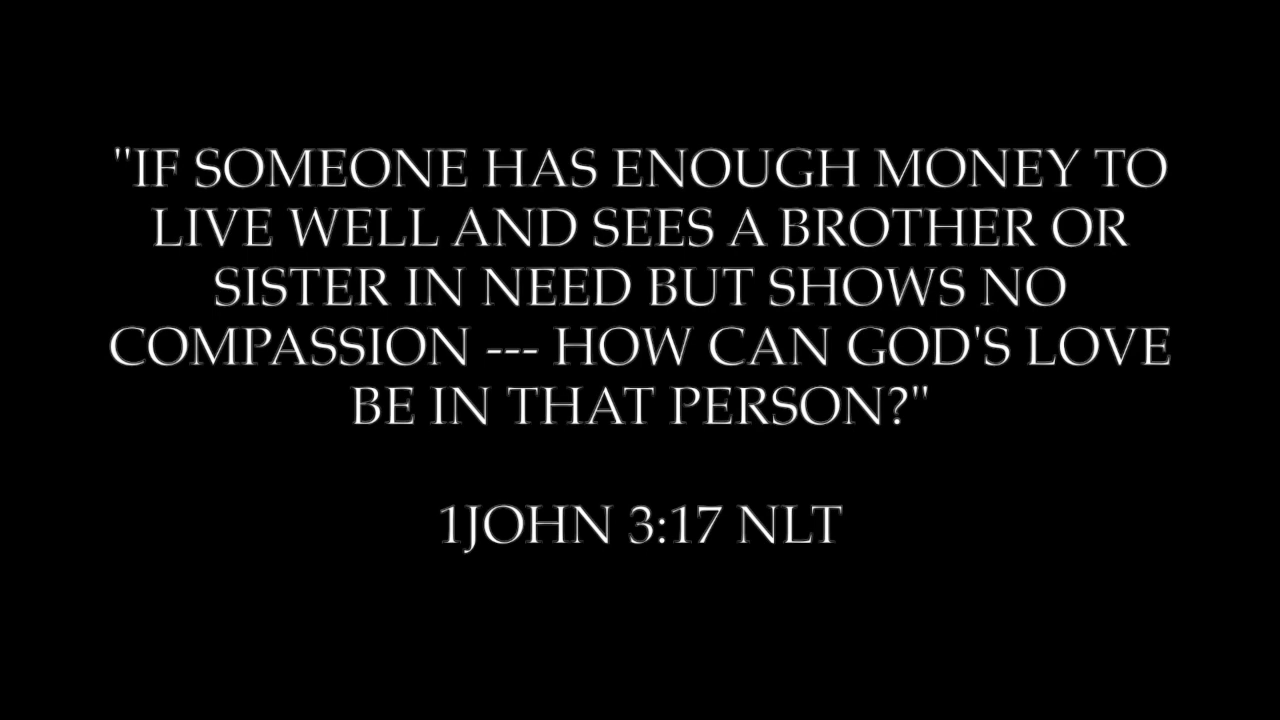 "IF SOMEONE HAS ENOUGH MONEY TO
LIVE WELL AND SEES A BROTHER OR
SISTER IN NEED BUT SHOWS NO
COMPASSION --- HOW CAN GOD'S LOVE
BE IN THAT PERSON?"
1JOHN 3:17 NLT